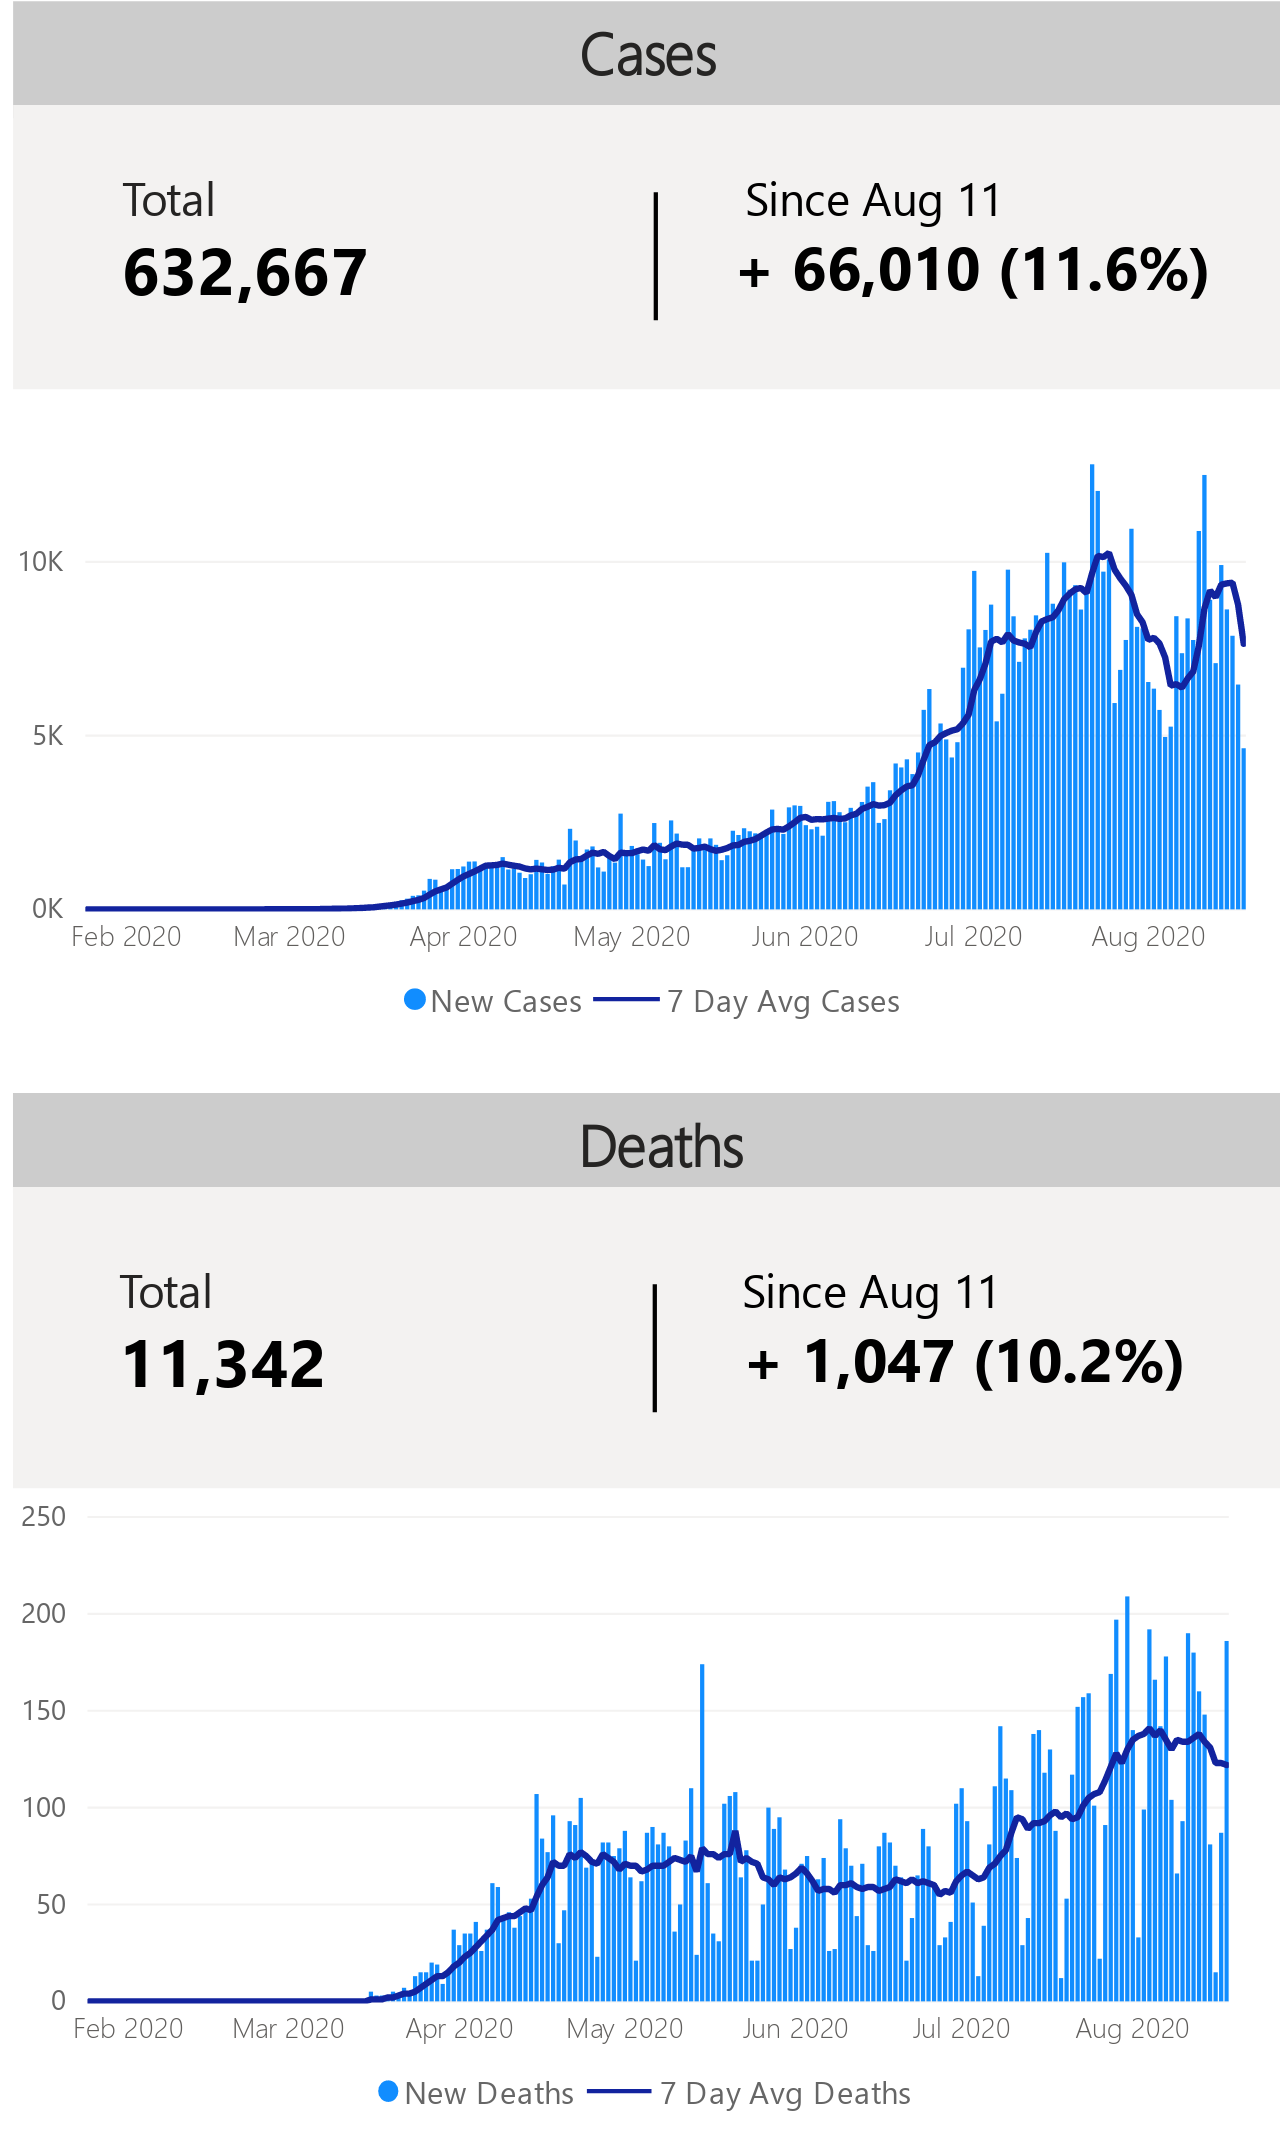 Cases
Total
Since Aug 11
632,667
+ 66,010 (11.6%)
10K
5K
0K
Feb 2020 Mar 2020 Apr 2020 May 2020 Jun 2020 Jul 2020 Aug 2020
New Cases 7 Day Avg Cases
Deaths
Total
Since Aug 11
11,342
+ 1,047 (10.2%)
250
200
150
100
50
0
Feb 2020 Mar 2020 Apr 2020 May 2020 Jun 2020 Jul 2020 Aug 2020
New Deaths 7 Day Avg Deaths